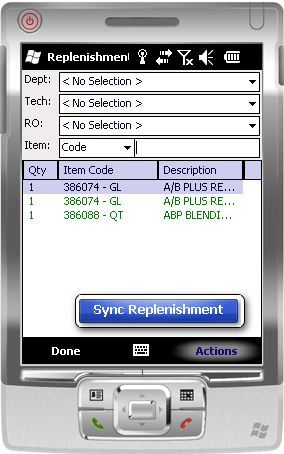 Replenishment
Dept: < No Selection >
Tech: < No Selection >
RO: < No Selection >
Item: Code
Qty Item Code Description
1 386074 - GL A/B PLUS RE...
1 386074 - GL A/B PLUS RE...
1 386088 - QT ABP BLENDI...
Sync Replenishment
Done Actions